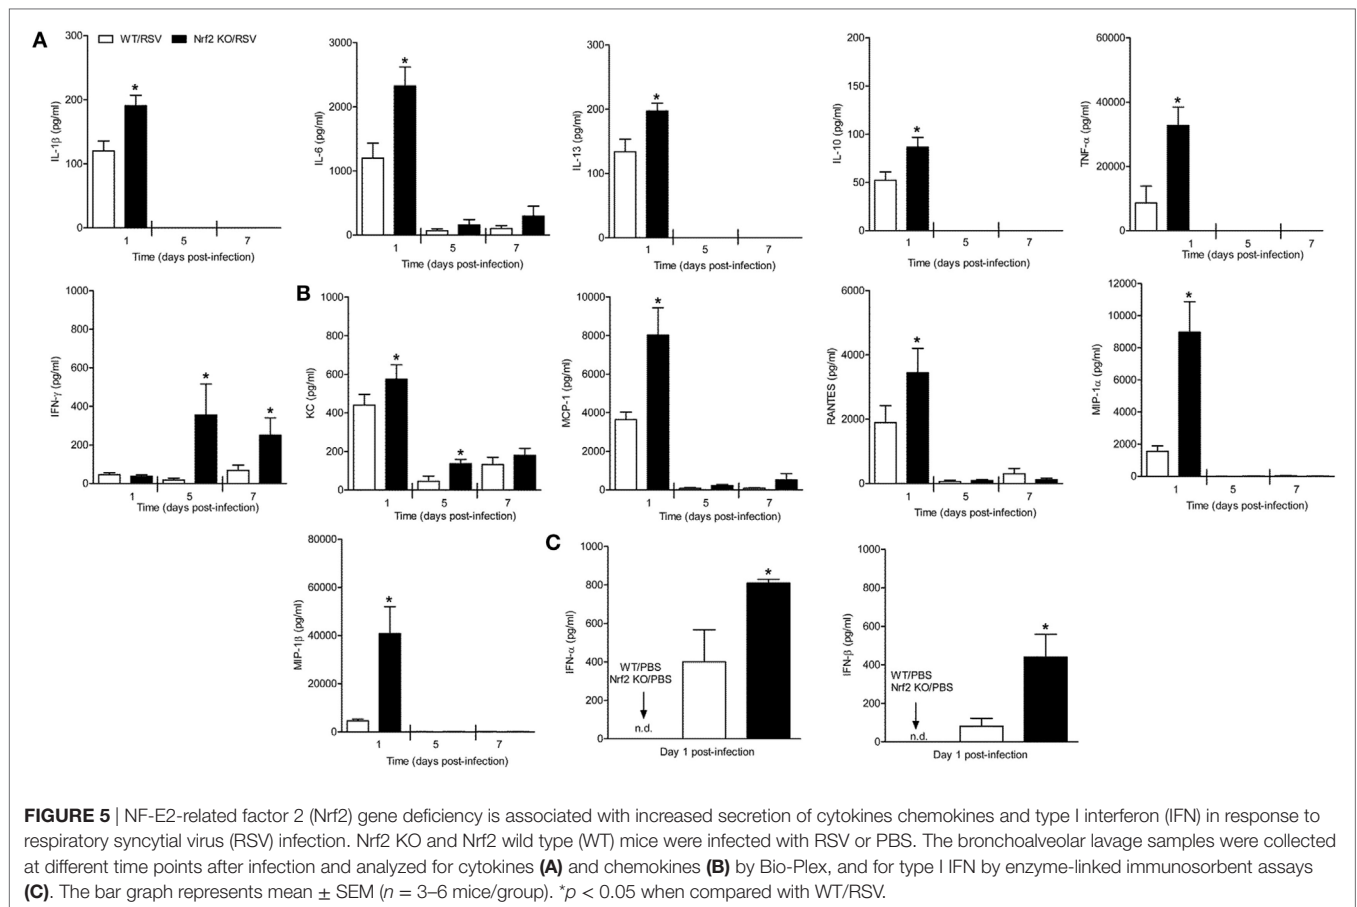 A
WT/RSV Nrf2 KO/RSV
300
200
100
0
IL-1β (pg/ml)
*
1 5 7
Time (days post-infection)
3000
2000
1000
0
IL-6 (pg/ml)
*
1 5 7
Time (days post-infection)
300
200
100
0
IL-13 (pg/ml)
*
1 5 7
Time (days post-infection)
200
150
100
50
0
IL-10 (pg/ml)
*
1 5 7
Time (days post-infection)
60000
40000
20000
0
TNF-α (pg/ml)
*
1 5 7
Time (days post-infection)
1000
800
600
400
200
0
IFN-γ (pg/ml)
* *
1 5 7
Time (days post-infection)
B
1000
800
600
400
200
0
KC (pg/ml)
* *
1 5 7
Time (days post-infection)
10000
8000
6000
4000
2000
0
MCP-1 (pg/ml)
*
1 5 7
Time (days post-infection)
6000
4000
2000
0
RANTES (pg/ml)
*
1 5 7
Time (days post-infection)
12000
10000
8000
6000
4000
2000
0
MIP-1α (pg/ml)
*
1 5 7
Time (days post-infection)
80000
60000
40000
20000
0
MIP-1β (pg/ml)
*
1 5 7
Time (days post-infection)
C
1000
800
600
400
200
0
IFN-α (pg/ml)
*
WT/PBS
Nrf2 KO/PBS
n.d.
Day 1 post-infection
1000
800
600
400
200
0
IFN-β (pg/ml)
*
WT/PBS
Nrf2 KO/PBS
n.d.
Day 1 post-infection
FIGURE 5 | NF-E2-related factor 2 (Nrf2) gene deficiency is associated with increased secretion of cytokines chemokines and type I interferon (IFN) in response to
respiratory syncytial virus (RSV) infection. Nrf2 KO and Nrf2 wild type (WT) mice were infected with RSV or PBS. The bronchoalveolar lavage samples were collected
at different time points after infection and analyzed for cytokines (A) and chemokines (B) by Bio-Plex, and for type I IFN by enzyme-linked immunosorbent assays
(C). The bar graph represents mean ± SEM (n = 3–6 mice/group). *p < 0.05 when compared with WT/RSV.